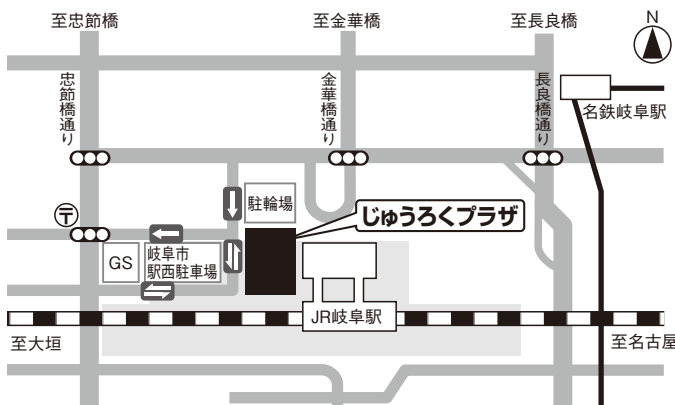 至忠節橋
至金華橋
至長良橋
N
忠節橋通り
金華橋通り
長良橋通り
名鉄岐阜駅
〒
駐輪場
じゅうろくプラザ
GS
岐阜市
駅西駐車場
JR岐阜駅
至大垣
至名古屋